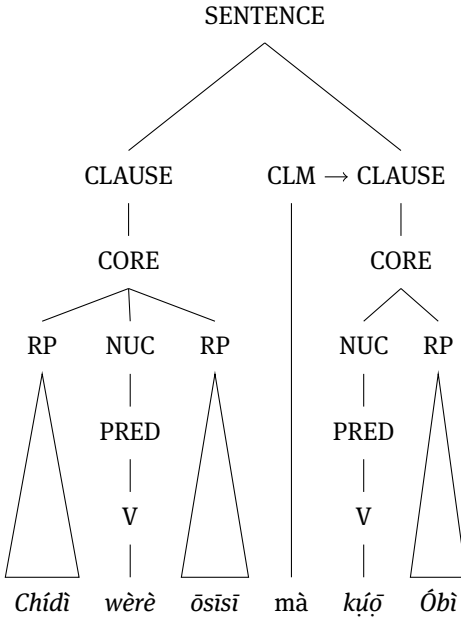 SENTENCE
CLAUSE CLM → CLAUSE
CORE CORE
RP NUC RP NUC RP
PRED PRED
V V
Chídì wèrè ōsīsī mà kụ́ọ̄ Óbì